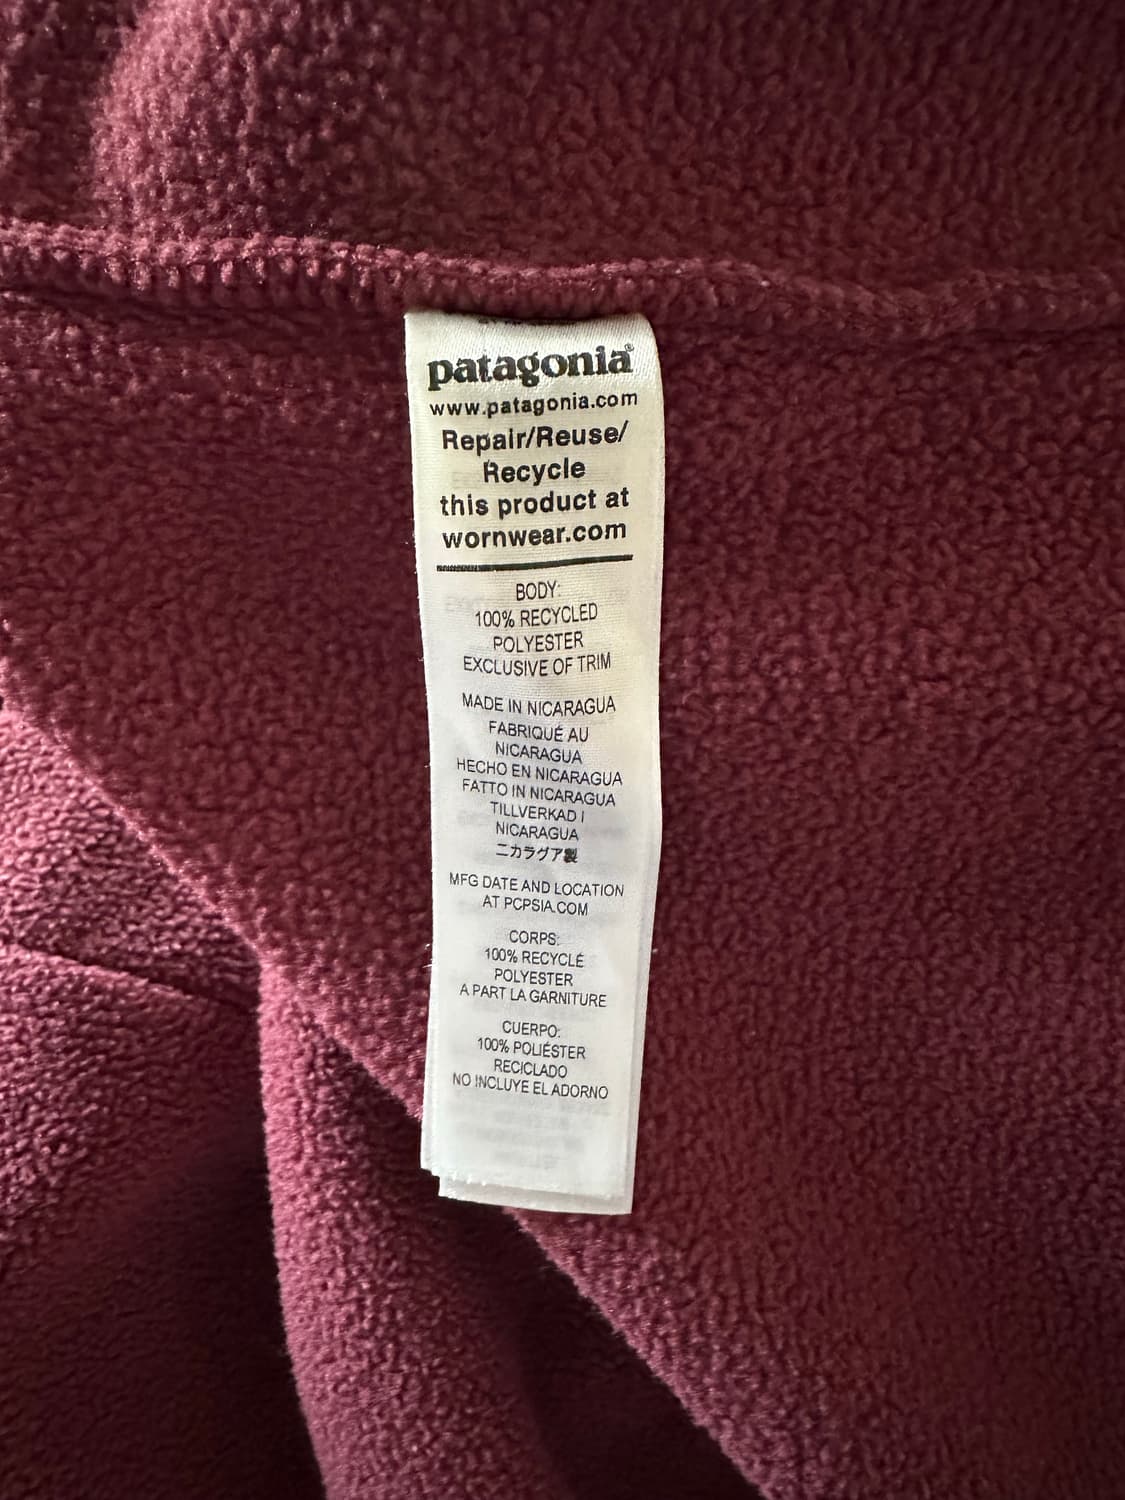 patagonia®
www.patagonia.com
Repair/Reuse/
Recycle
this product at
wornwear.com
BODY:
100% RECYCLED
POLYESTER
EXCLUSIVE OF TRIM
MADE IN NICARAGUA
FABRIQUÉ AU
NICARAGUA
HECHO EN NICARAGUA
FATTO IN NICARAGUA
TILLVERKAD I
NICARAGUA
ニカラグア製
MFG DATE AND LOCATION
AT PCPSIA.COM
CORPS:
100% RECYCLÉ
POLYESTER
A PART LA GARNITURE
CUERPO:
100% POLIÉSTER
RECICLADO
NO INCLUYE EL ADORNO